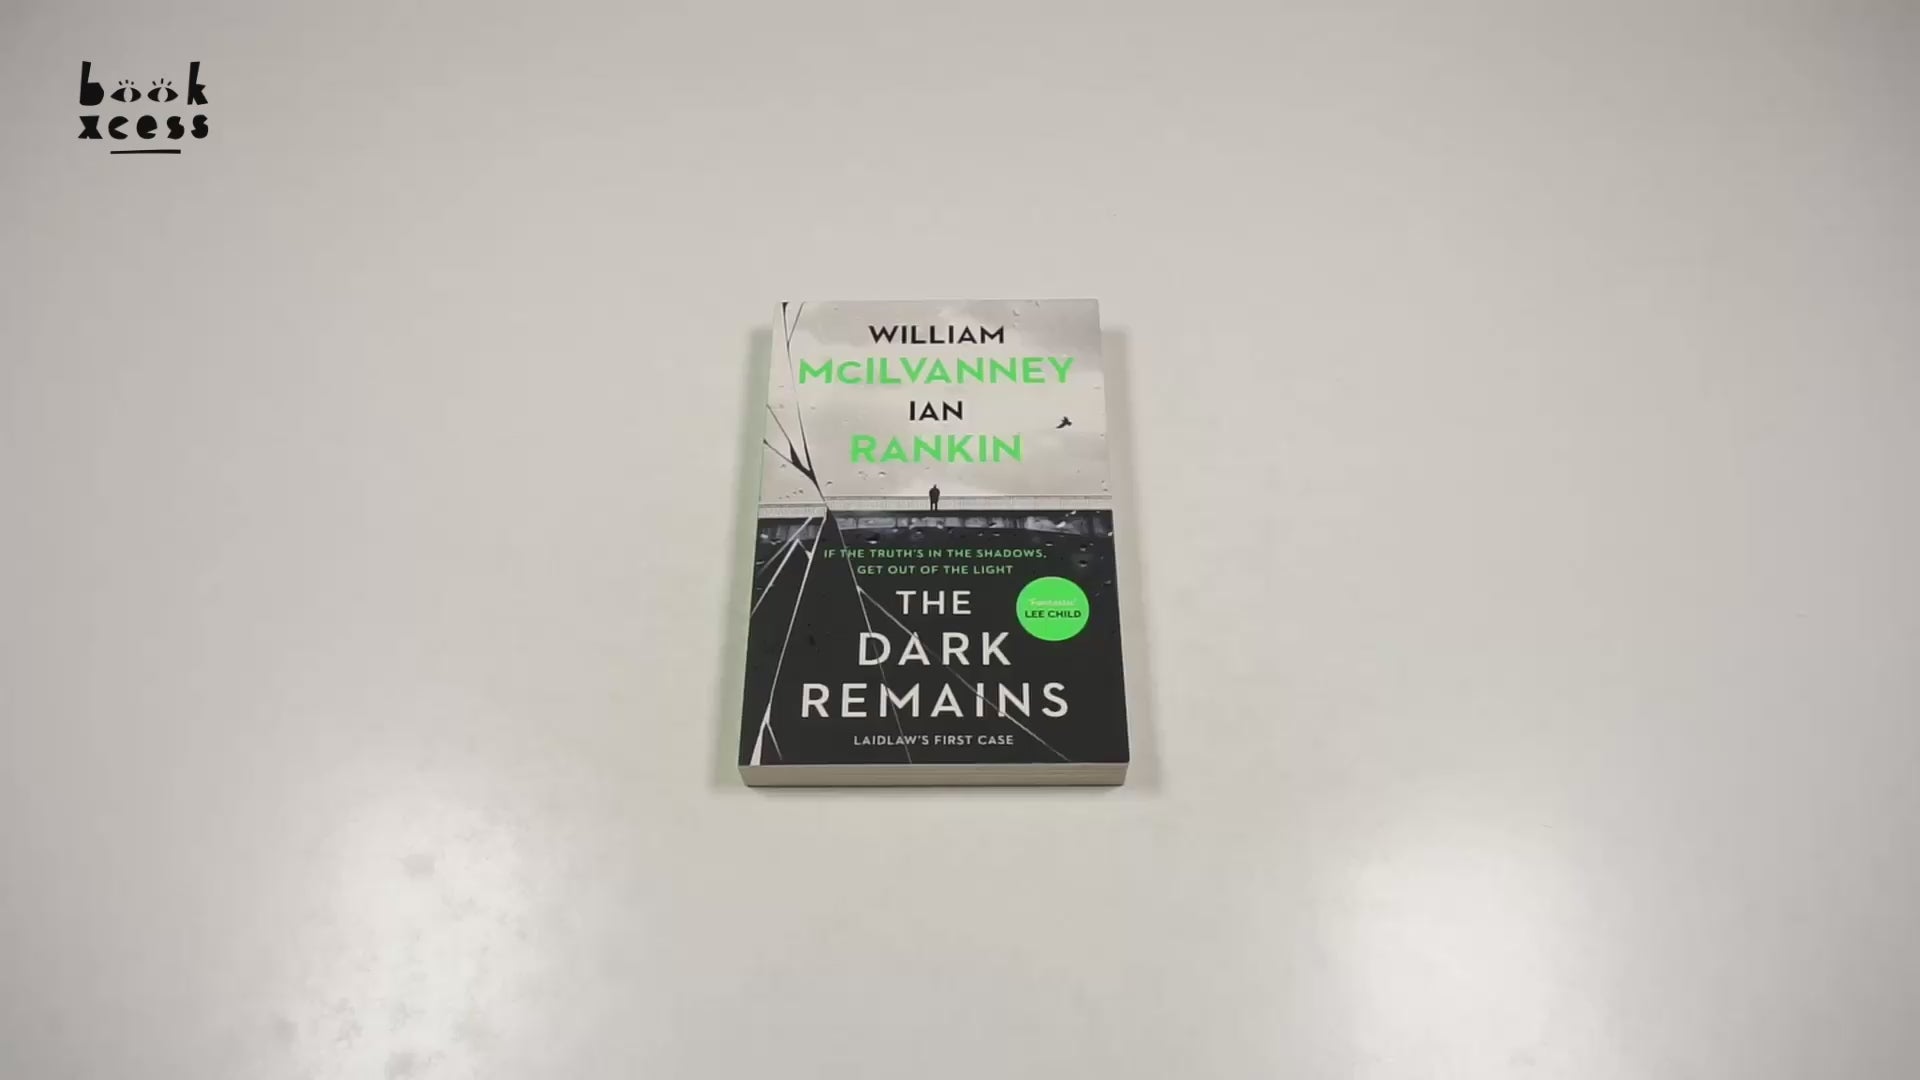 book
xcess
WILLIAM
McILVANNEY
IAN
RANKIN
IF THE TRUTH'S IN THE SHADOWS,
GET OUT OF THE LIGHT
'Fantastic'
LEE CHILD
THE
DARK
REMAINS
LAIDLAW'S FIRST CASE